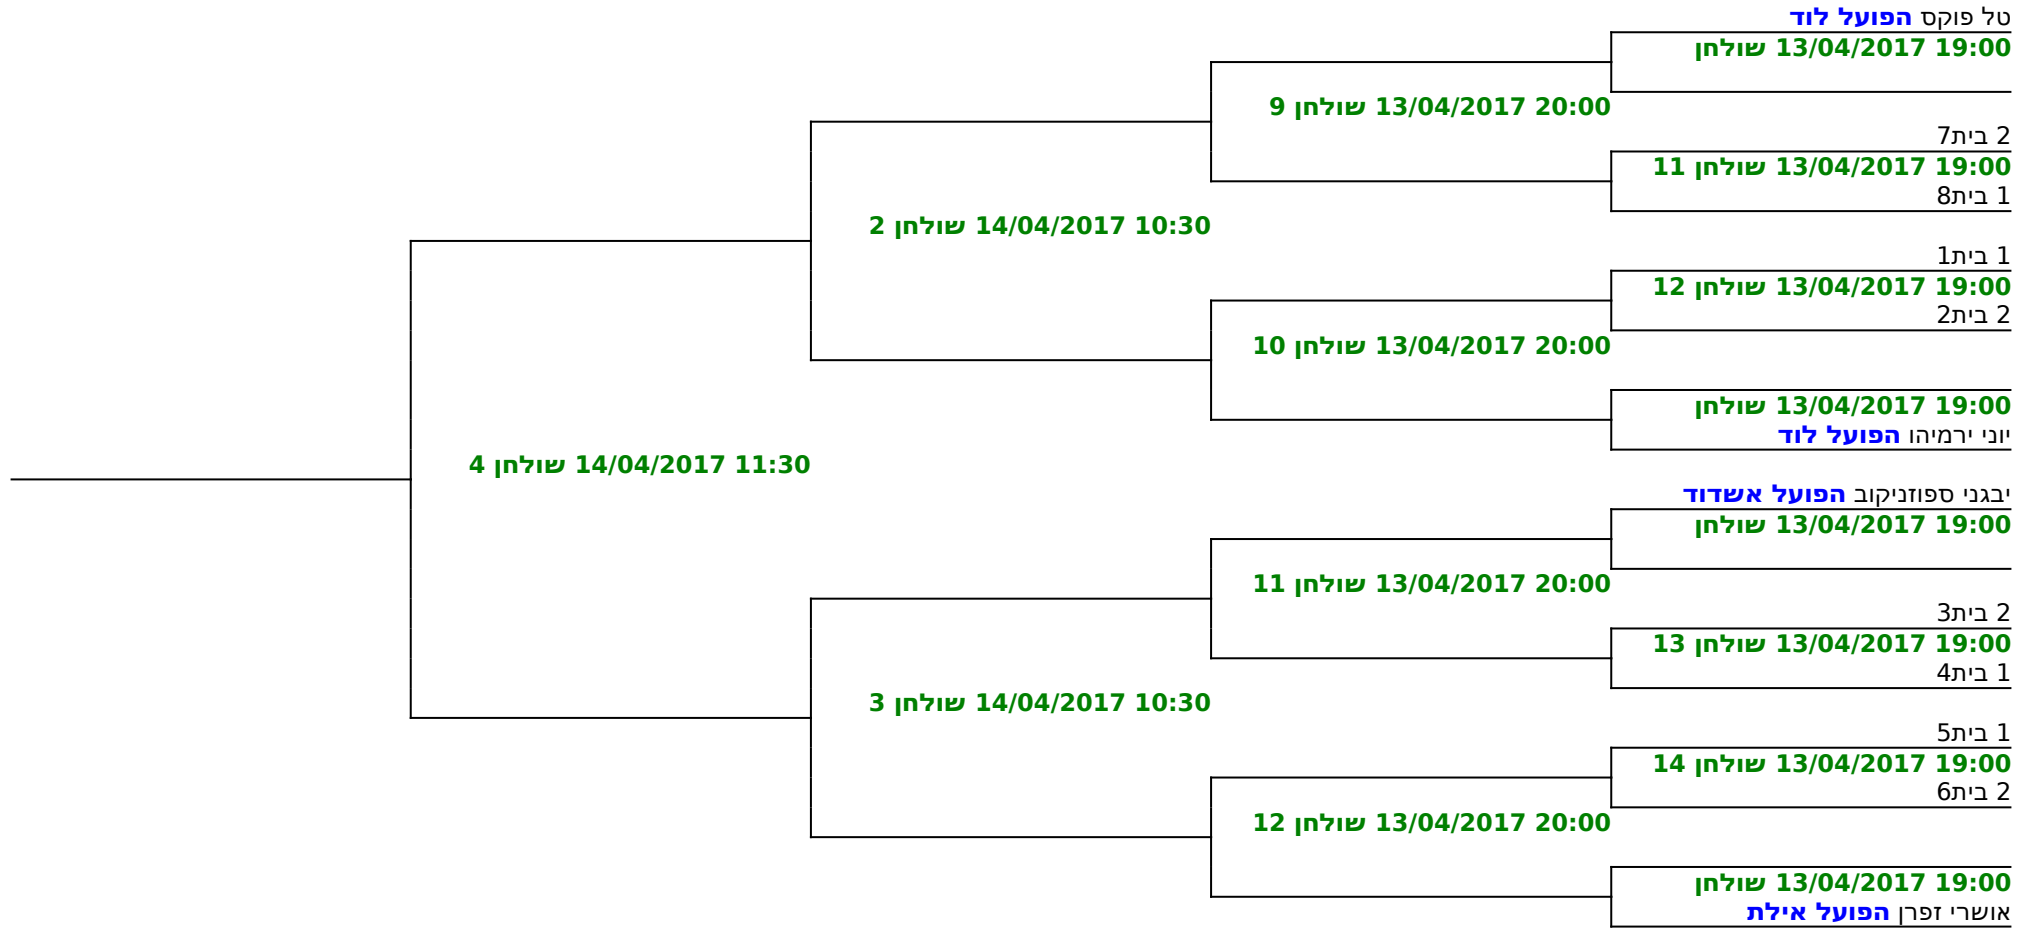 טל פוקס הפועל לוד
13/04/2017 19:00 שולחן
13/04/2017 20:00 שולחן 9
2 בית7
13/04/2017 19:00 שולחן 11
1 בית8
14/04/2017 10:30 שולחן 2
1 בית1
13/04/2017 19:00 שולחן 12
2 בית2
13/04/2017 20:00 שולחן 10
13/04/2017 19:00 שולחן
יוני ירמיהו הפועל לוד
14/04/2017 11:30 שולחן 4
יבגני ספוזניקוב הפועל אשדוד
13/04/2017 19:00 שולחן
13/04/2017 20:00 שולחן 11
2 בית3
13/04/2017 19:00 שולחן 13
1 בית4
14/04/2017 10:30 שולחן 3
1 בית5
13/04/2017 19:00 שולחן 14
2 בית6
13/04/2017 20:00 שולחן 12
13/04/2017 19:00 שולחן
אושרי זפרן הפועל אילת